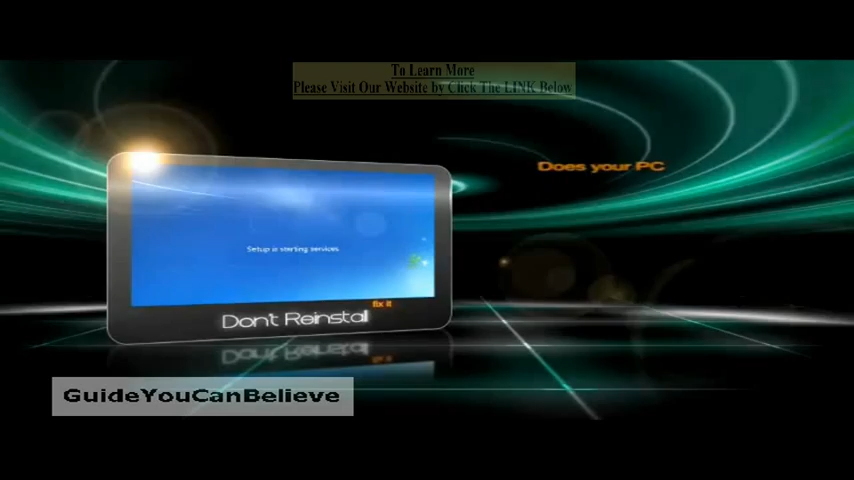 To Learn More
Please Visit Our Website by Click The LINK Below
Does your PC
Setup is starting services
fix it
Don't Reinstall
GuideYouCanBelieve